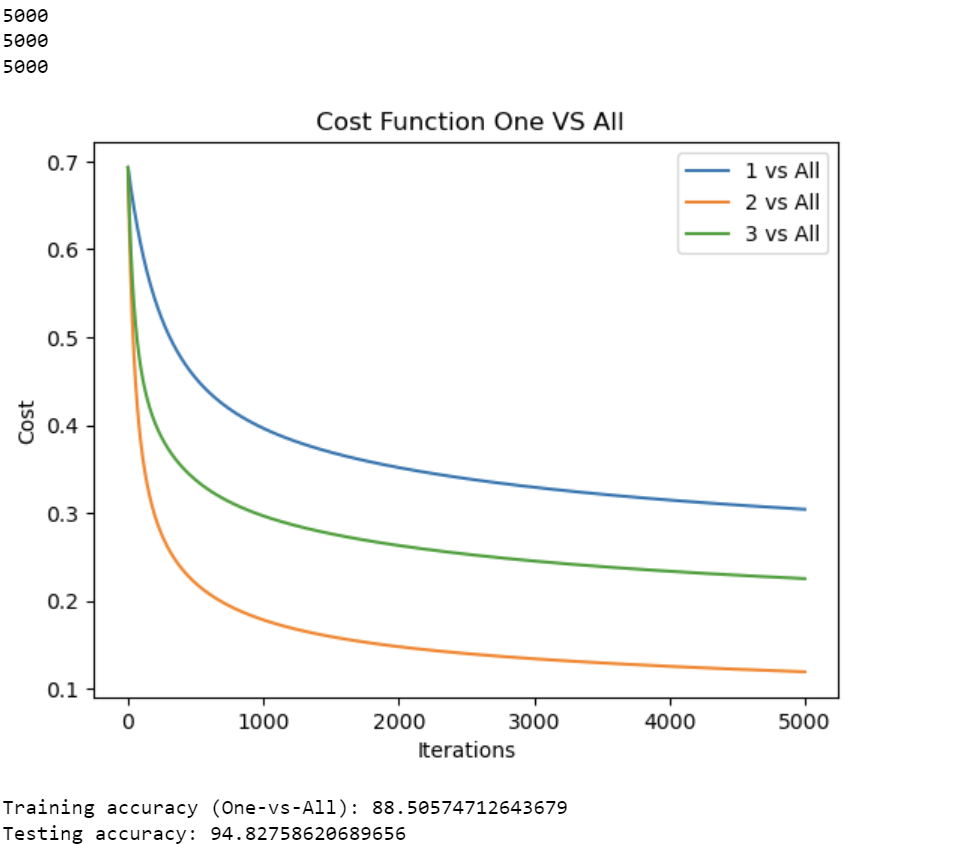 5000
5000
5000
Cost Function One VS All
0.7
0.6
0.5
0.4
0.3
0.2
0.1
Cost
1 vs All
2 vs All
3 vs All
0 1000 2000 3000 4000 5000
Iterations
Training accuracy (One-vs-All): 88.50574712643679
Testing accuracy: 94.82758620689656